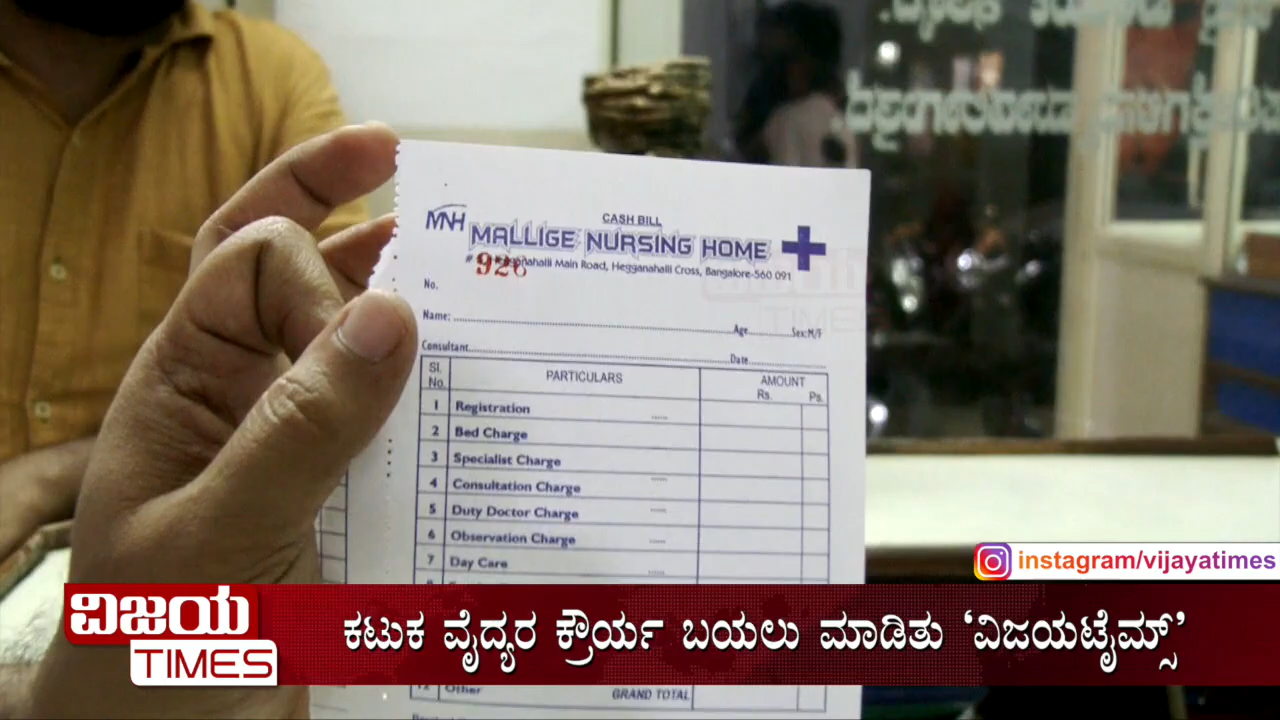 CASH BILL
MNH MALLIGE NURSING HOME
# Hegganahalli Main Road, Hegganahalli Cross, Bangalore-560 091
No. 926
Name: Age Sex:M/F
Consultant Date
Sl. No. PARTICULARS AMOUNT Rs. Ps.
1 Registration
2 Bed Charge
3 Specialist Charge
4 Consultation Charge
5 Duty Doctor Charge
6 Observation Charge
7 Day Care
12 Other GRAND TOTAL
TIMES
instagram/vijayatimes
ವಿಜಯ
TIMES
ಕಟುಕ ವೈದ್ಯರ ಕ್ರೌರ್ಯ ಬಯಲು ಮಾಡಿತು ‘ವಿಜಯಟೈಮ್ಸ್’